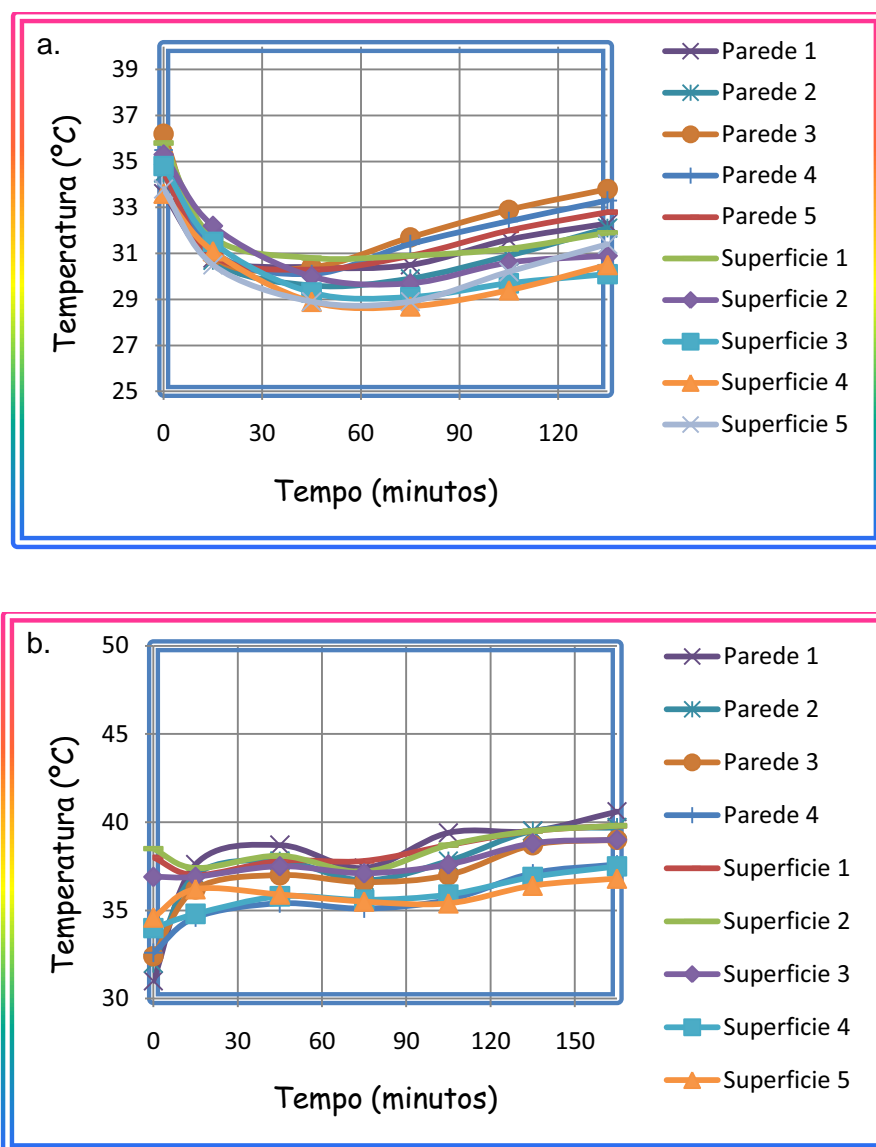 a.
39
37
35
33
31
29
27
25
Temperatura (°C)
0 30 60 90 120
Tempo (minutos)
Parede 1
Parede 2
Parede 3
Parede 4
Parede 5
Superficie 1
Superficie 2
Superficie 3
Superficie 4
Superficie 5
b.
50
45
40
35
30
Temperatura (°C)
0 30 60 90 120 150
Tempo (minutos)
Parede 1
Parede 2
Parede 3
Parede 4
Superficie 1
Superficie 2
Superficie 3
Superficie 4
Superficie 5